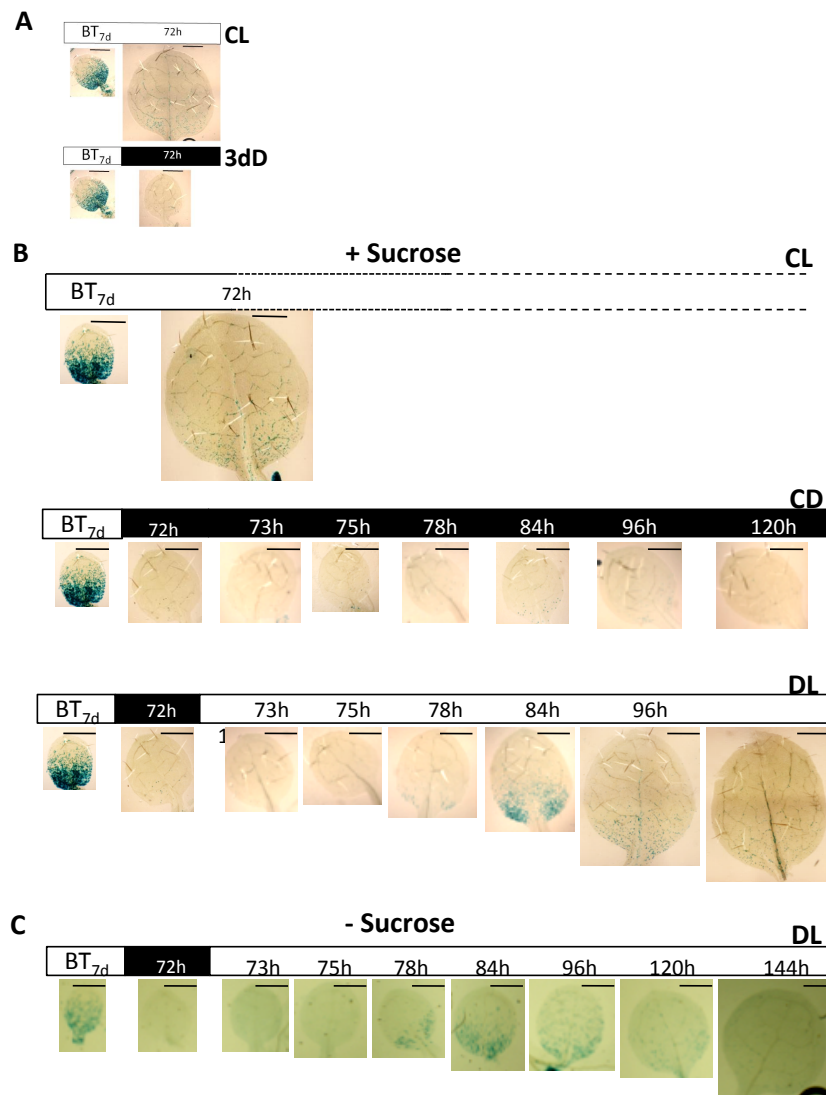 A
BT7d 72h CL
BT7d 72h 3dD
B
+ Sucrose
CL
BT7d 72h
CD
BT7d 72h 73h 75h 78h 84h 96h 120h
DL
BT7d 72h 73h 75h 78h 84h 96h
C
- Sucrose
DL
BT7d 72h 73h 75h 78h 84h 96h 120h 144h